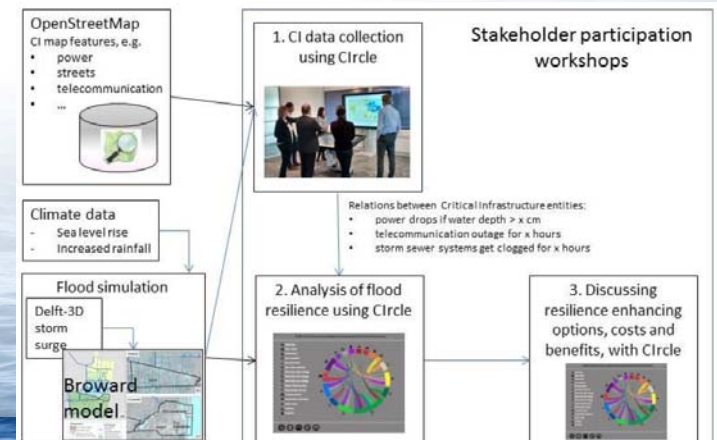 OpenStreetMap
CI map features, e.g.
• power
• streets
• telecommunication
• ...
Stakeholder participation
workshops
1. CI data collection
using CIrcle
Relations between Critical Infrastructure entities:
• power drops if water depth > x cm
• telecommunication outage for x hours
• storm sewer systems get clogged for x hours
Climate data
- Sea level rise
- Increased rainfall
Flood simulation
Delft-3D
storm
surge
Broward
model
2. Analysis of flood
resilience using CIrcle
3. Discussing
resilience enhancing
options, costs and
benefits, with CIrcle